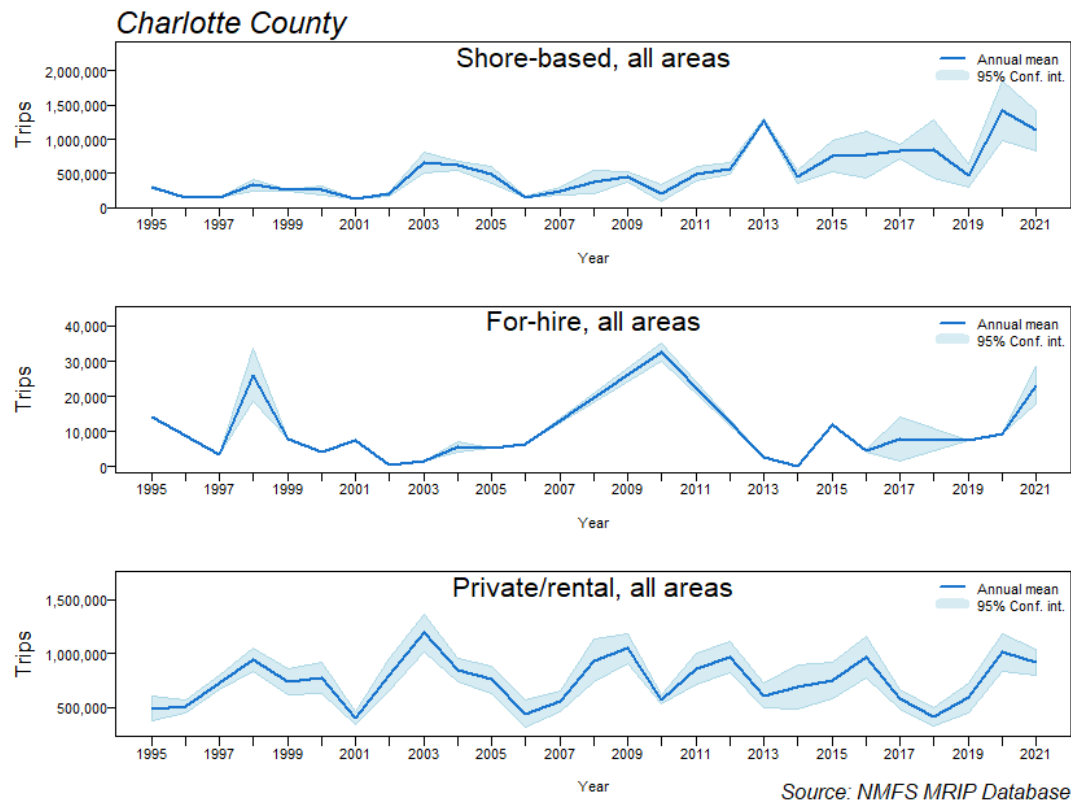 Charlotte County
Shore-based, all areas
Annual mean
95% Conf. int.
Trips
2,000,000
1,500,000
1,000,000
500,000
0
1995 1997 1999 2001 2003 2005 2007 2009 2011 2013 2015 2017 2019 2021
Year
For-hire, all areas
Annual mean
95% Conf. int.
Trips
40,000
30,000
20,000
10,000
0
1995 1997 1999 2001 2003 2005 2007 2009 2011 2013 2015 2017 2019 2021
Year
Private/rental, all areas
Annual mean
95% Conf. int.
Trips
1,500,000
1,000,000
500,000
1995 1997 1999 2001 2003 2005 2007 2009 2011 2013 2015 2017 2019 2021
Year
Source: NMFS MRIP Database